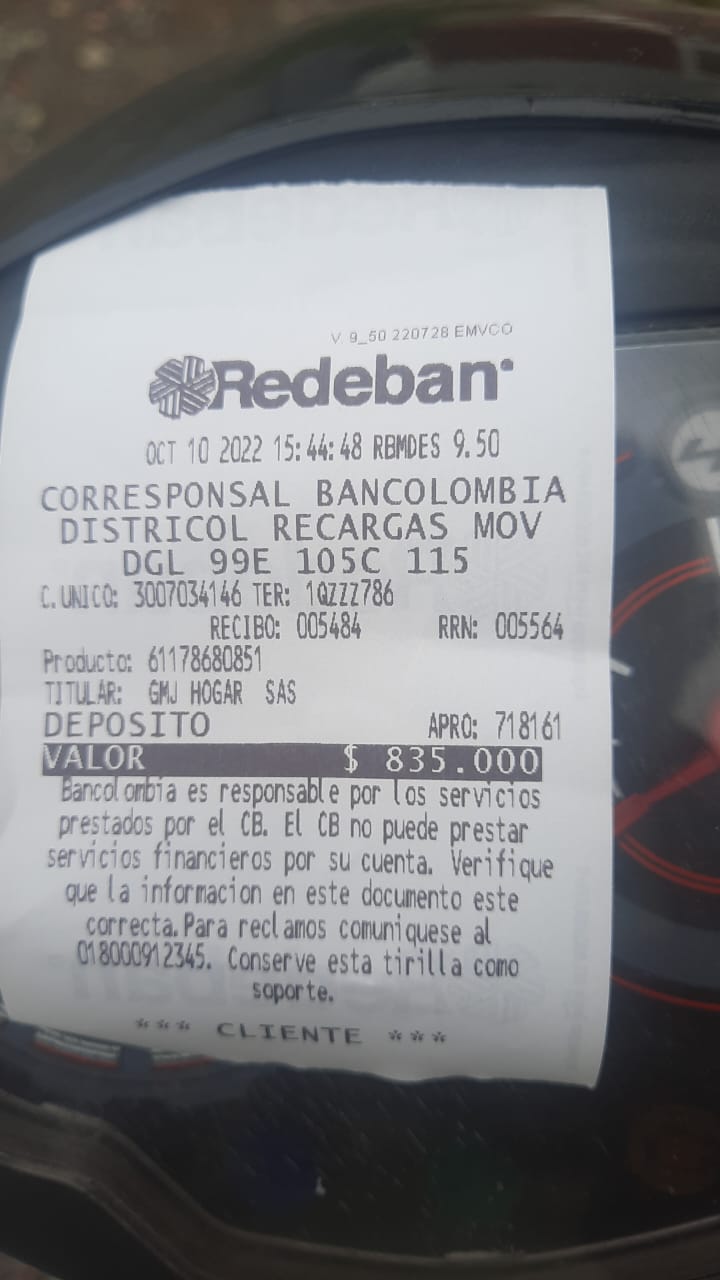 V 9_50 220728 EMVCO
Redeban
OCT 10 2022 15:44:48 RBMDES 9.50
CORRESPONSAL BANCOLOMBIA
DISTRICOL RECARGAS MOV
DGL 99E 105C 115
C.UNICO: 3007034146 TER: 1QZZZ786
RECIBO: 005484 RRN: 005564
Producto: 61178680851
TITULAR: GMJ HOGAR SAS
DEPOSITO APRO: 718161
VALOR $ 835.000
Bancolombia es responsable por los servicios
prestados por el CB. El CB no puede prestar
servicios financieros por su cuenta. Verifique
que la informacion en este documento este
correcta.Para reclamos comuniquese al
018000912345. Conserve esta tirilla como
soporte.
*** CLIENTE ***